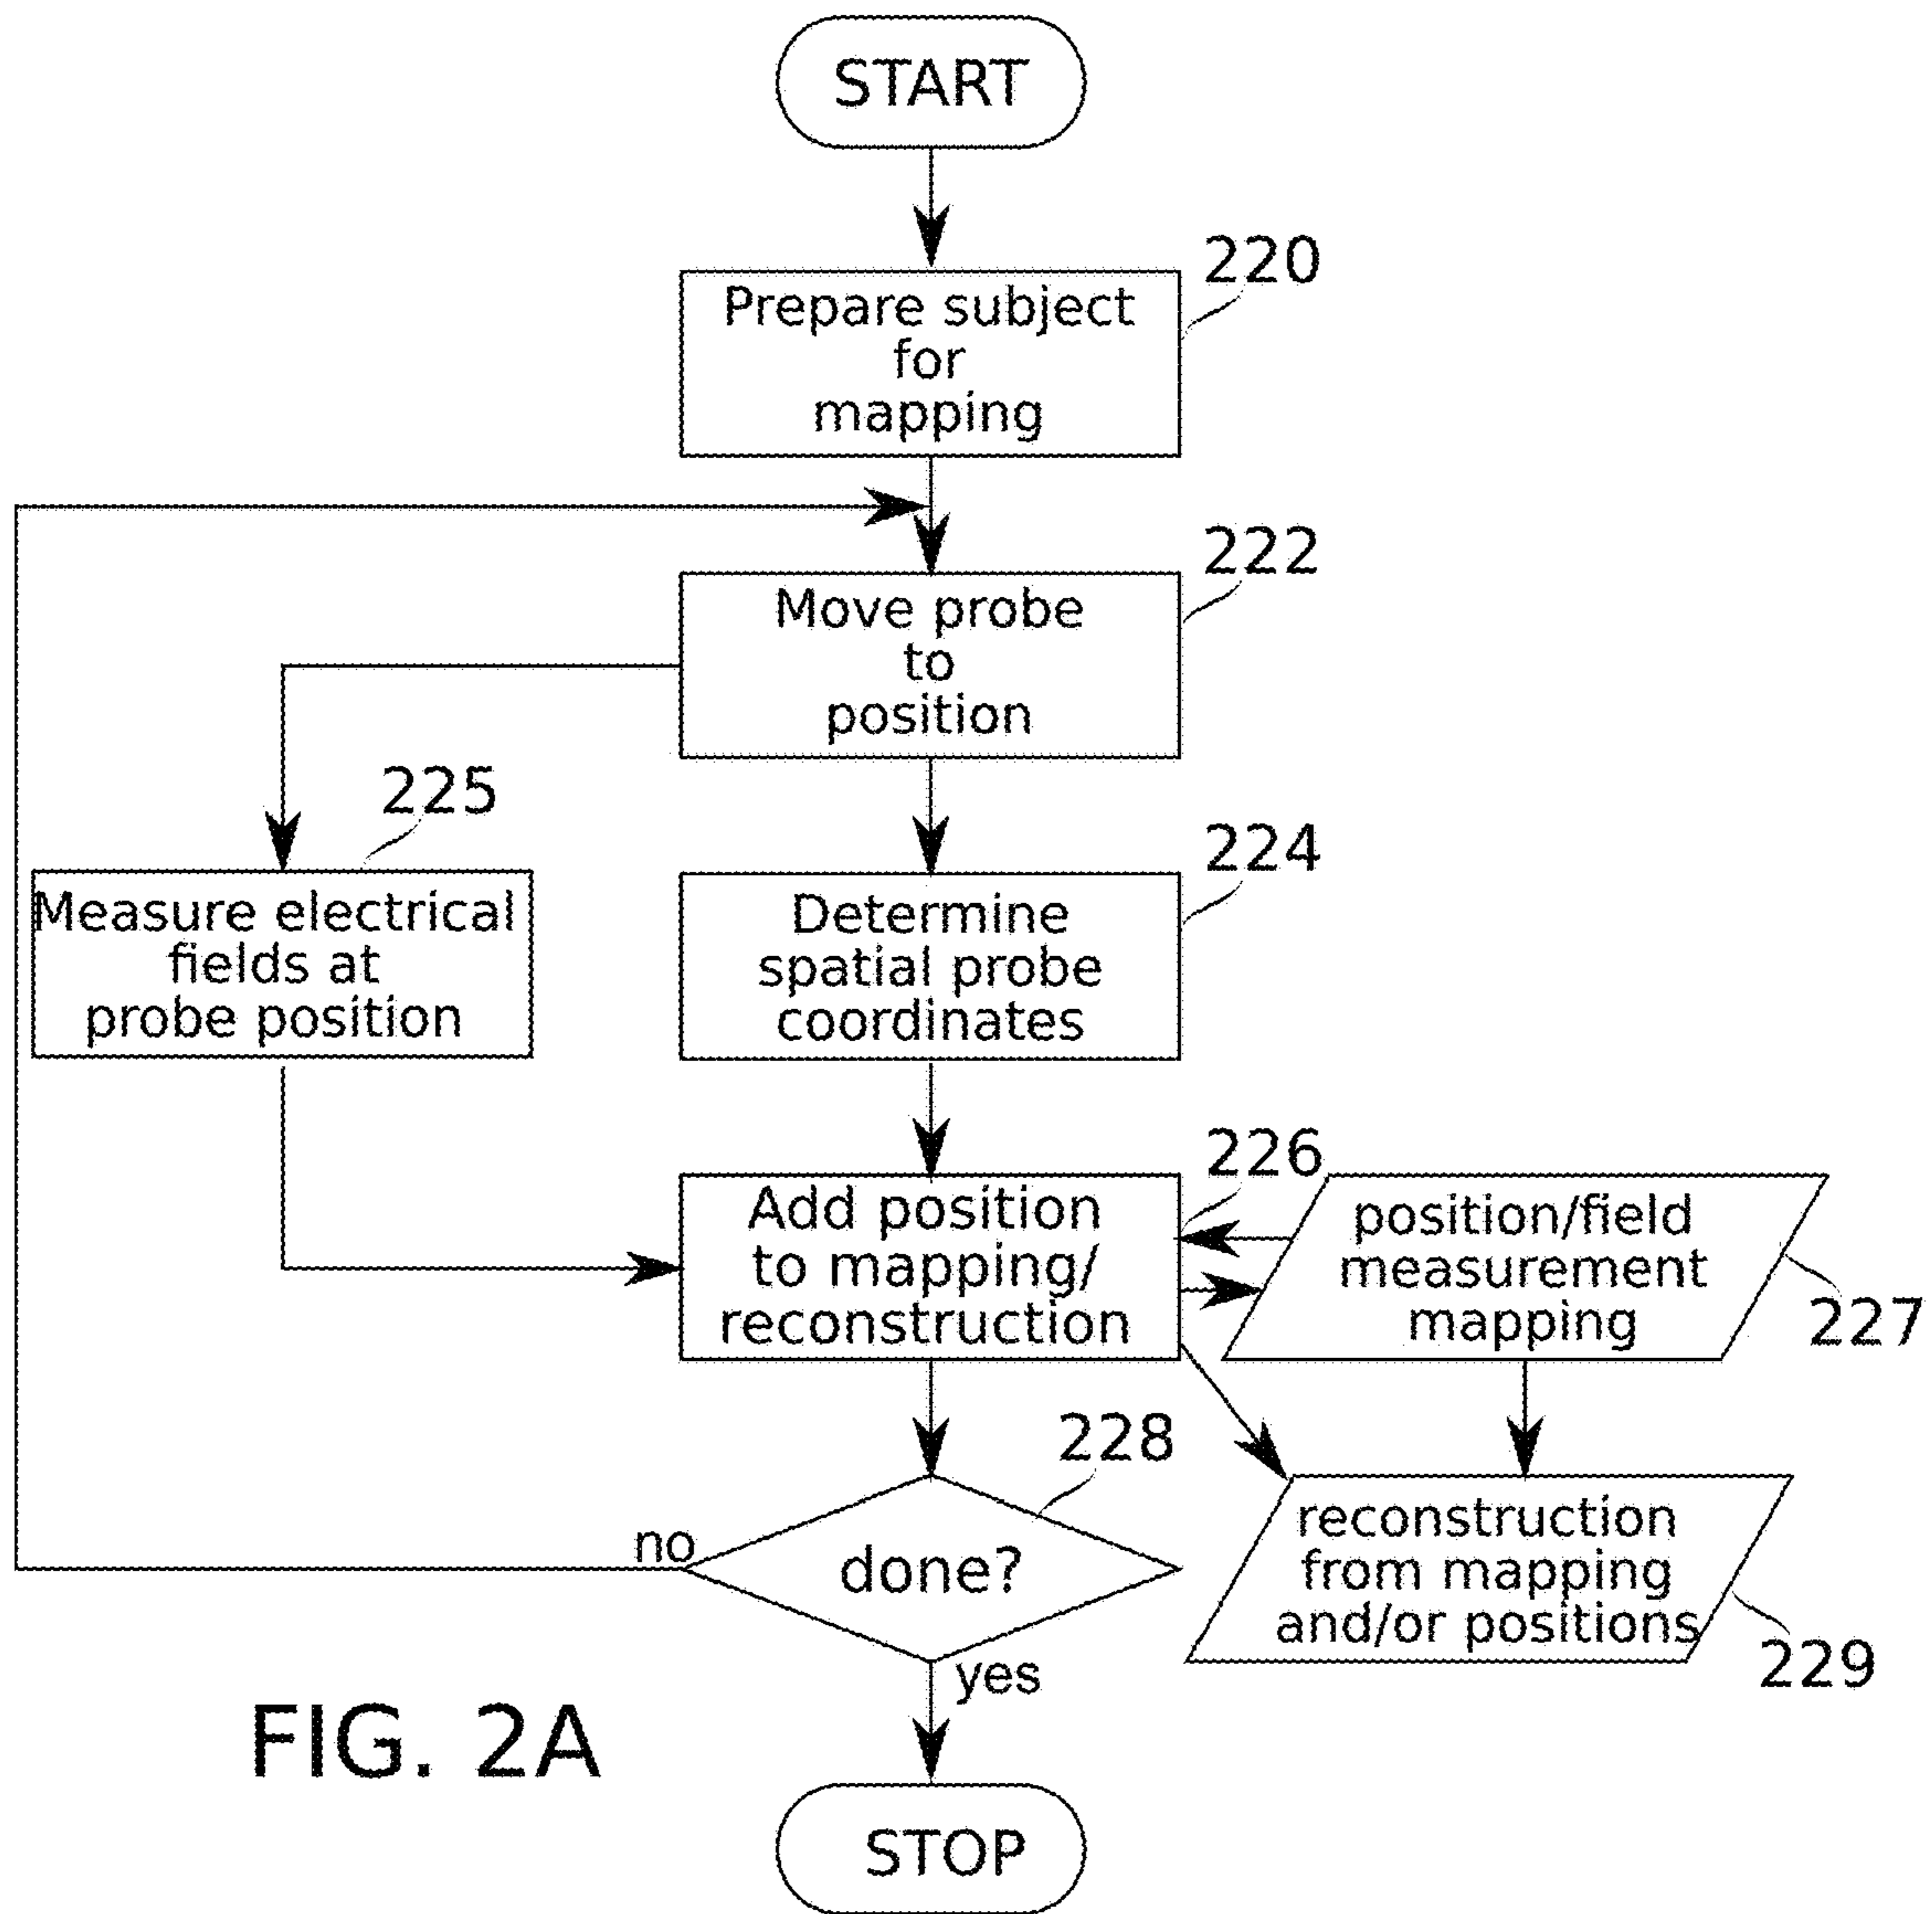 START
220
Prepare subject
for
mapping
222
Move probe
to
position
225
Measure electrical
fields at
probe position
224
Determine
spatial probe
coordinates
226
Add position
to mapping/
reconstruction
position/field
measurement
mapping
227
228
done?
no
yes
reconstruction
from mapping
and/or positions
229
FIG. 2A
STOP